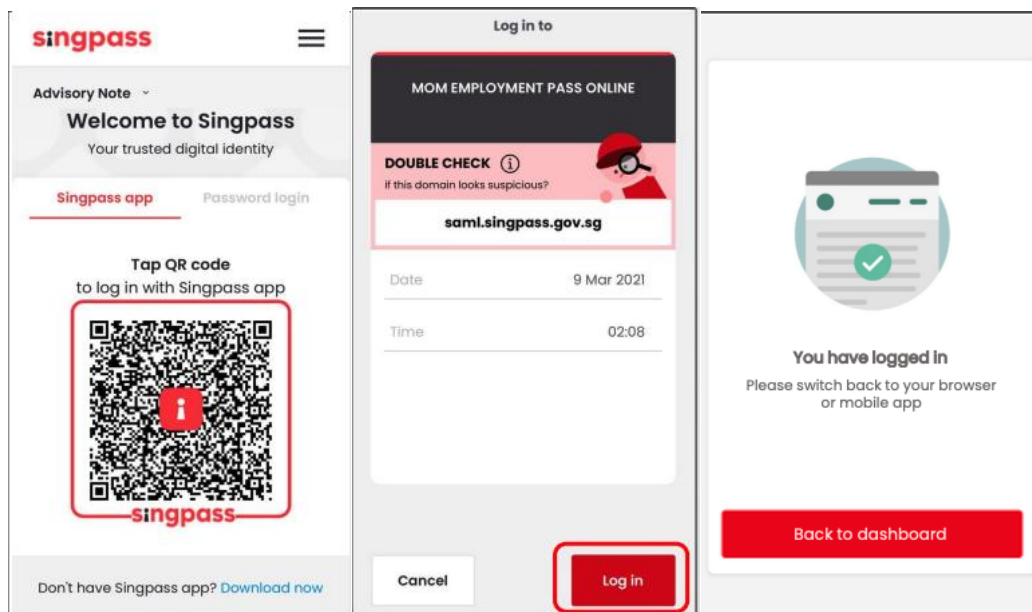 singpass
Advisory Note
Welcome to Singpass
Your trusted digital identity
Singpass app
Password login
Tap QR code
to log in with Singpass app
singpass
Don't have Singpass app? Download now
Log in to
MOM EMPLOYMENT PASS ONLINE
DOUBLE CHECK i
if this domain looks suspicious?
saml.singpass.gov.sg
Date 9 Mar 2021
Time 02:08
Cancel
Log in
You have logged in
Please switch back to your browser
or mobile app
Back to dashboard